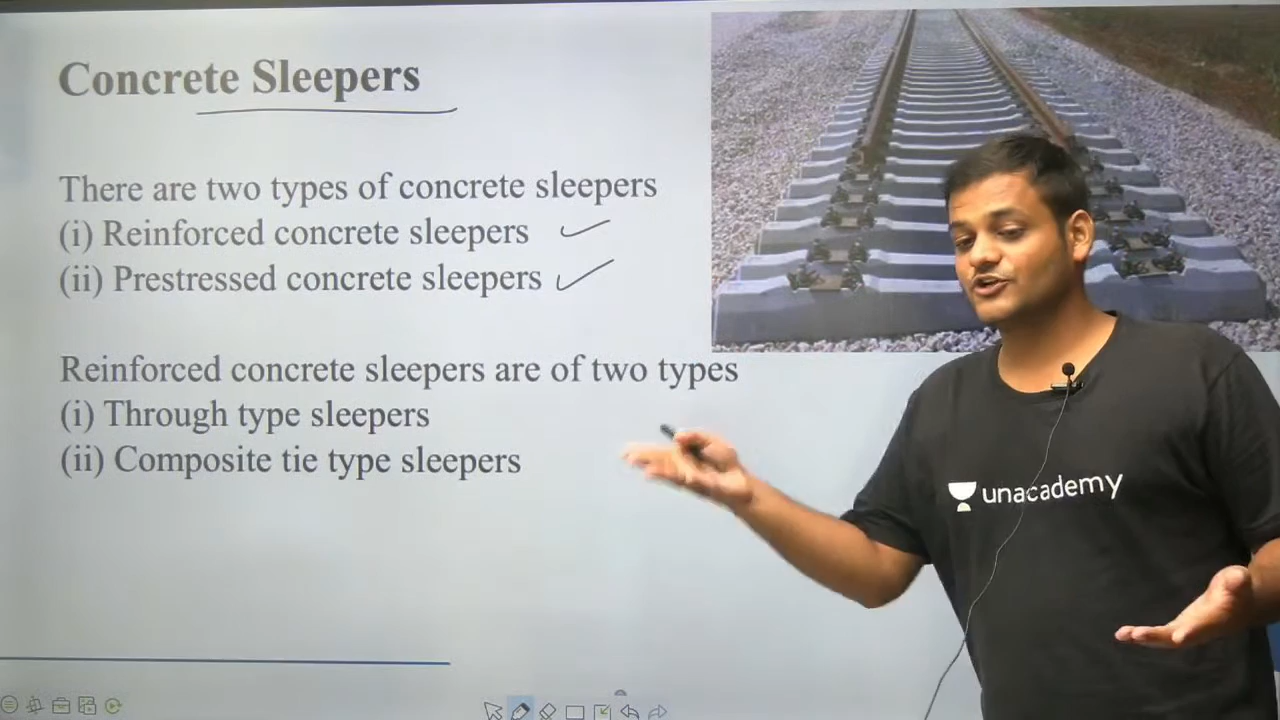 Concrete Sleepers
There are two types of concrete sleepers
(i) Reinforced concrete sleepers
(ii) Prestressed concrete sleepers
Reinforced concrete sleepers are of two types
(i) Through type sleepers
(ii) Composite tie type sleepers
unacademy